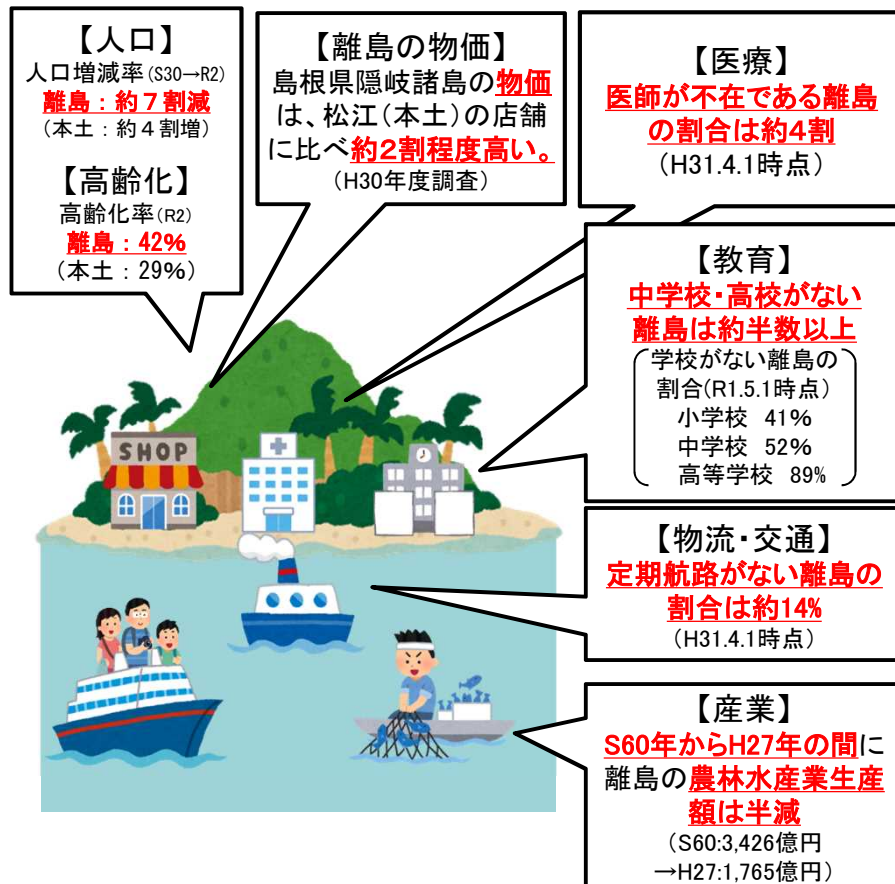 【人口】
人口増減率(S30→R2)
離島：約７割減
(本土：約４割増)
【高齢化】
高齢化率(R2)
離島：42%
(本土：29%)
【離島の物価】
島根県隠岐諸島の物価
は、松江(本土)の店舗
に比べ約2割程度高い。
(H30年度調査)
【医療】
医師が不在である離島
の割合は約4割
(H31.4.1時点)
【教育】
中学校・高校がない
離島は約半数以上
学校がない離島の
割合(R1.5.1時点)
小学校 41%
中学校 52%
高等学校 89%
SHOP
【物流・交通】
定期航路がない離島の
割合は約14%
(H31.4.1時点)
【産業】
S60年からH27年の間に
離島の農林水産業生産
額は半減
(S60:3,426億円
→H27:1,765億円)